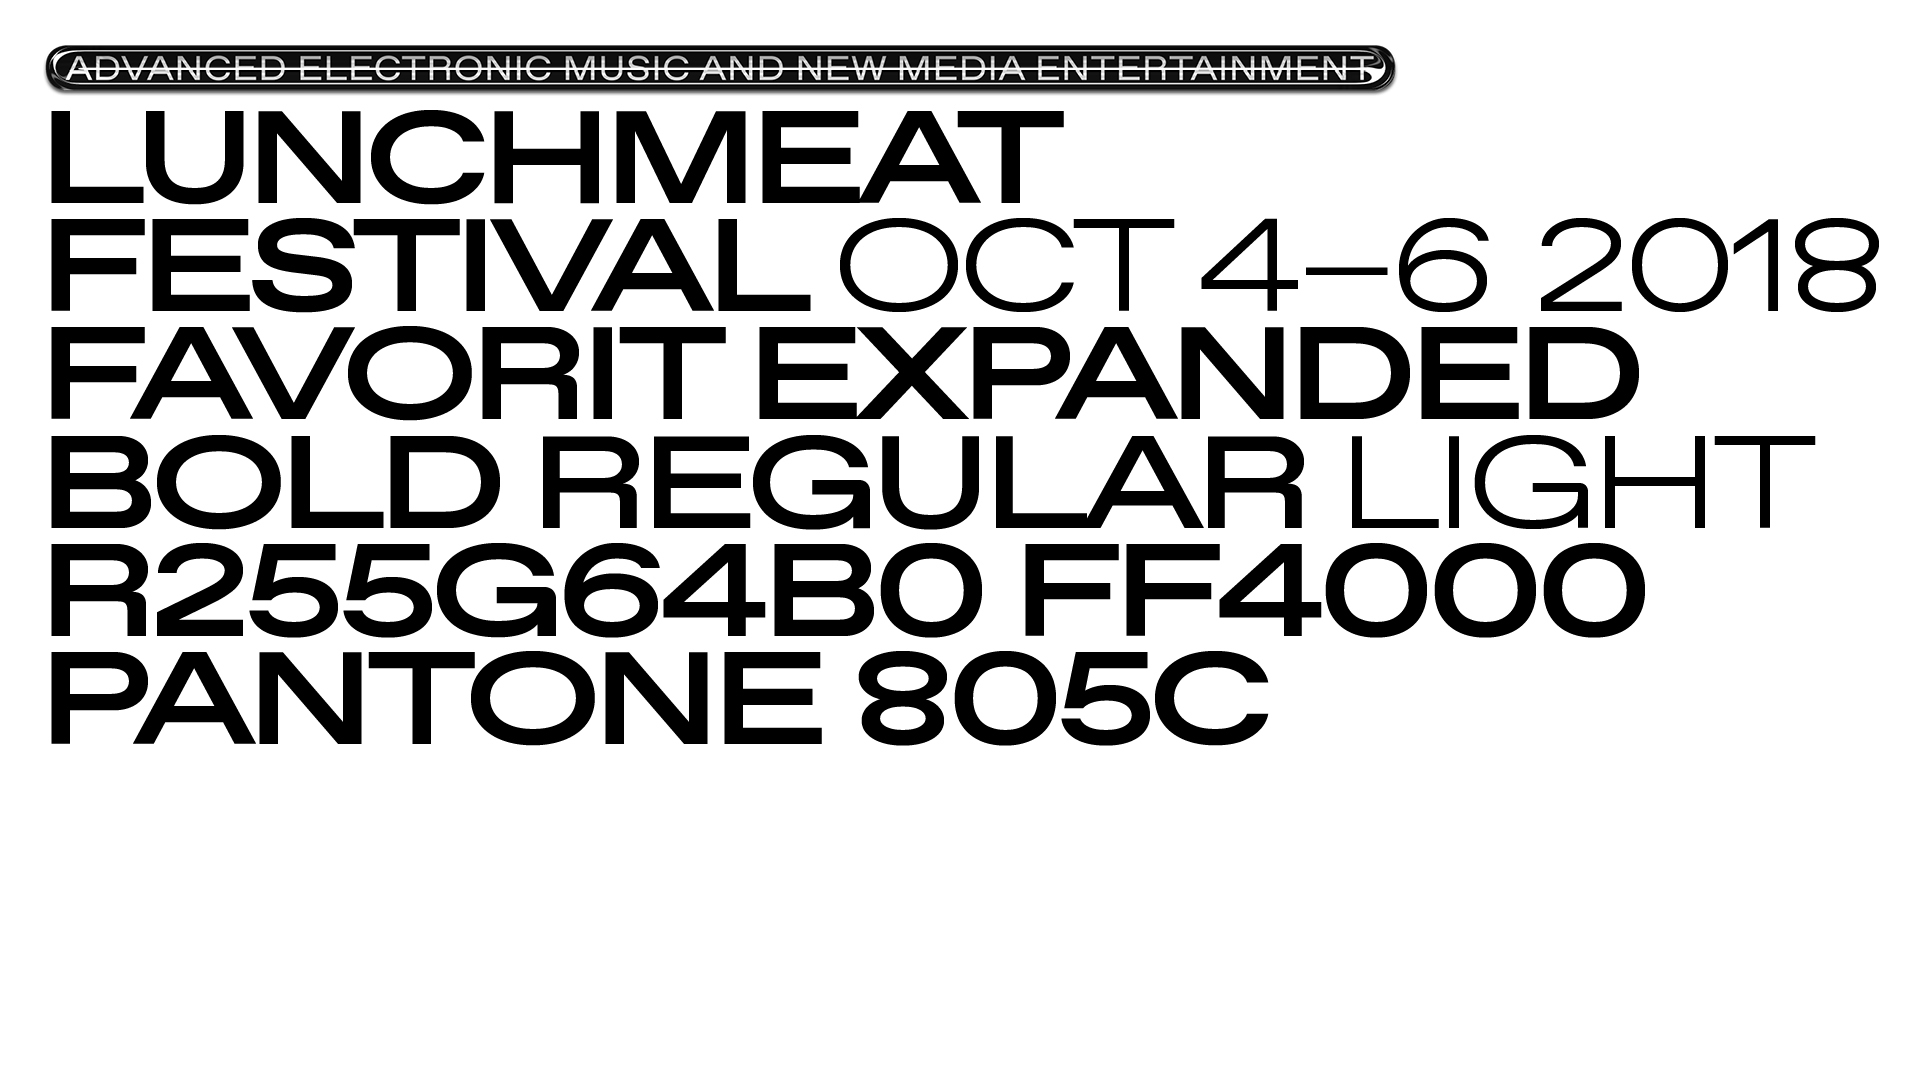 ADVANCED ELECTRONIC MUSIC AND NEW MEDIA ENTERTAINMENT
LUNCHMEAT
FESTIVAL OCT 4–6 2018
FAVORIT EXPANDED
BOLD REGULAR LIGHT
R255G64B0 FF4000
PANTONE 805C